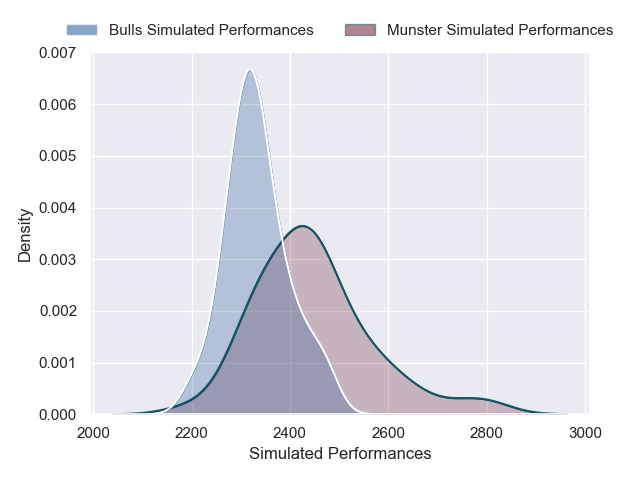 Bulls Simulated Performances
Munster Simulated Performances
0.007
0.006
0.005
0.004
0.003
0.002
0.001
0.000
Density
2000 2200 2400 2600 2800 3000
Simulated Performances